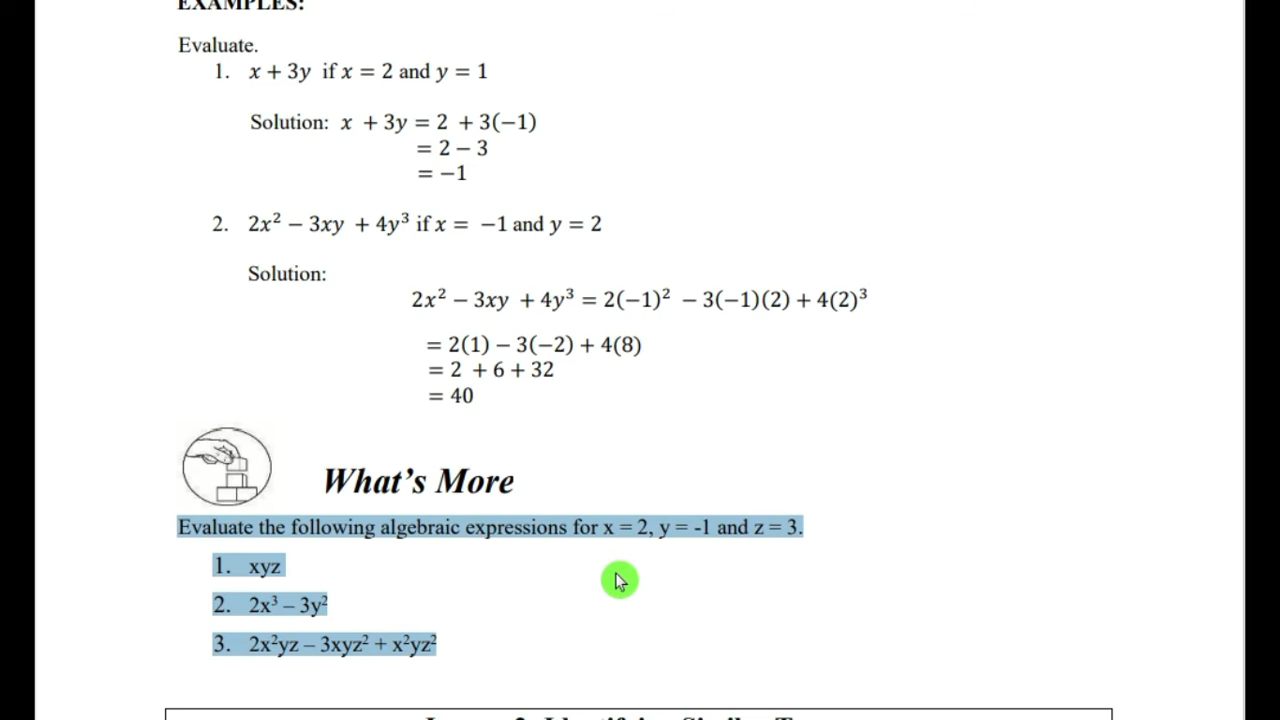 EXAMPLES:
Evaluate.
1. x + 3y if x = 2 and y = 1
Solution: x + 3y = 2 + 3(−1)
= 2 − 3
= −1
2. 2x² − 3xy + 4y³ if x = −1 and y = 2
Solution:
2x² − 3xy + 4y³ = 2(−1)² − 3(−1)(2) + 4(2)³
= 2(1) − 3(−2) + 4(8)
= 2 + 6 + 32
= 40
What's More
Evaluate the following algebraic expressions for x = 2, y = -1 and z = 3.
1. xyz
2. 2x³ – 3y²
3. 2x²yz – 3xyz² + x²yz²